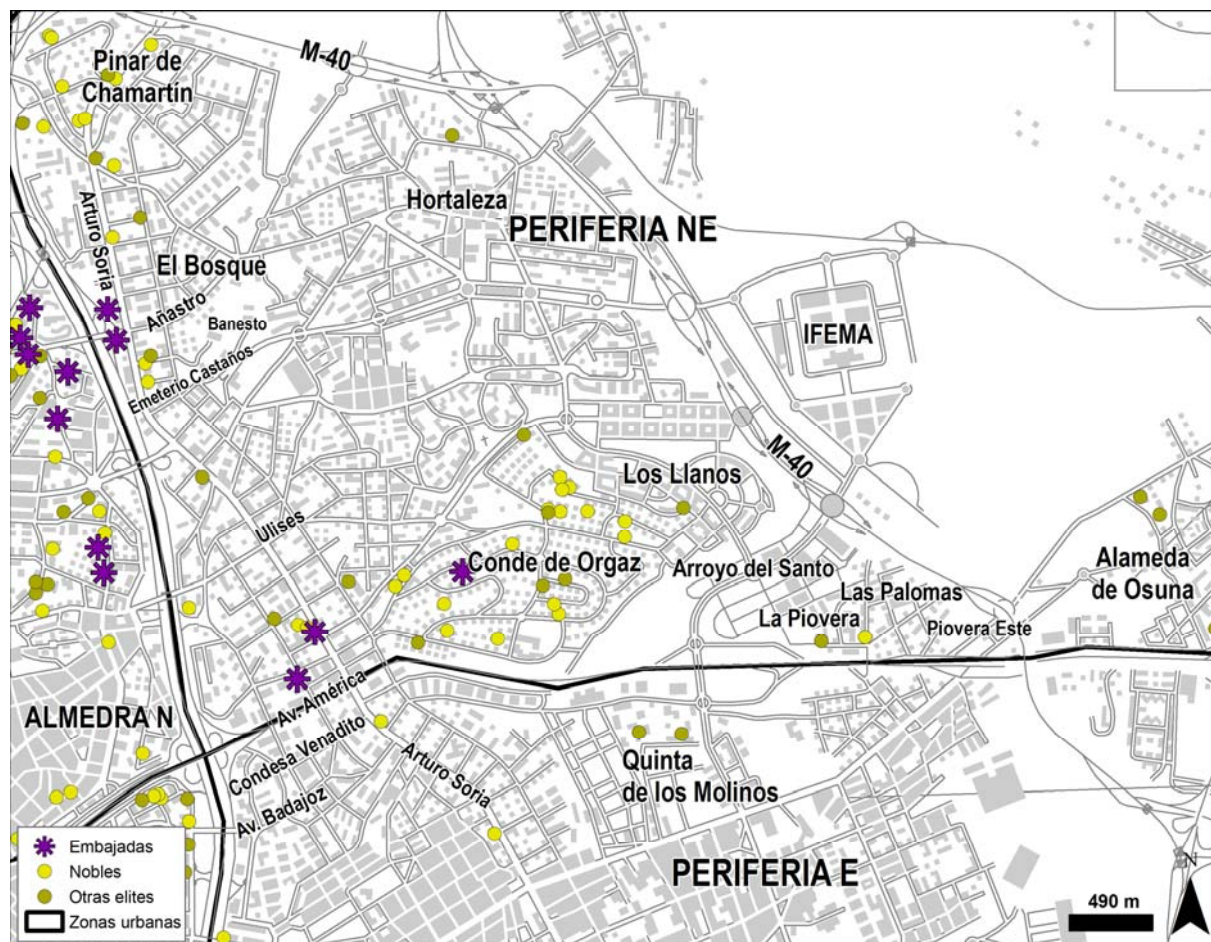 Pinar de
Chamartín
M-40
Arturo Soria
Hortaleza
PERIFERIA NE
El Bosque
Añastro
Banesto
IFEMA
Emeterio Castaños
M-40
Los Llanos
Ulises
Conde de Orgaz
Arroyo del Santo
Alameda
de Osuna
Las Palomas
La Piovera
Piovera Este
ALMEDRA N
Av. América
Condesa Venadito
Arturo Soria
Quinta
de los Molinos
Av. Badajoz
PERIFERIA E
Embajadas
Nobles
Otras elites
Zonas urbanas
N
490 m